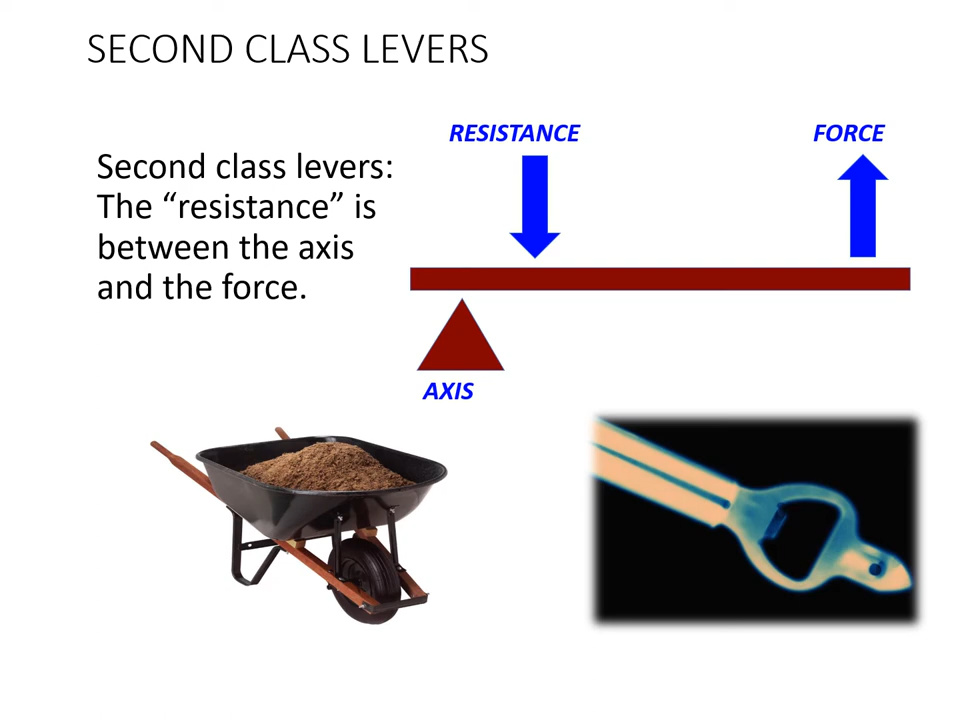 SECOND CLASS LEVERS
RESISTANCE
FORCE
Second class levers:
The “resistance” is
between the axis
and the force.
AXIS